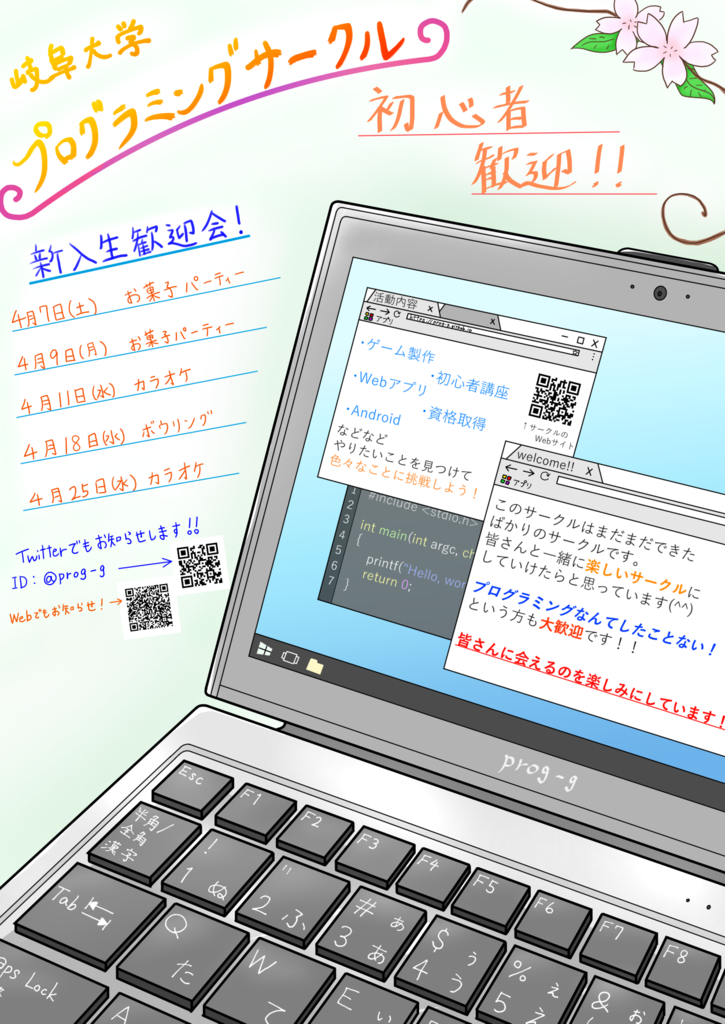 岐阜大学
プログラミングサークル
初心者
歓迎!!
新入生歓迎会!
4月7日(土) お菓子パーティー
4月9日(月) お菓子パーティー
4月11日(水) カラオケ
4月18日(水) ボウリング
4月25日(水) カラオケ
Twitterでもお知らせします!!
ID:@prog-g
Webでもお知らせ!→
活動内容 x
x
アプリ
・ゲーム製作
・Webアプリ ・初心者講座
・Android ・資格取得
などなど
やりたいことを見つけて
色々なことに挑戦しよう!
↑サークルの
Webサイト
1 #include <stdio.h>
2
3 int main(int argc, ch
4 {
5 printf("Hello, wor
6 return 0;
7 }
welcome!! x
アプリ
このサークルはまだまだできた
ばかりのサークルです。
皆さんと一緒に楽しいサークルに
していけたらと思っています(^^)
プログラミングなんてしたことない!
という方も大歓迎です!!
皆さんに会えるのを楽しみにしています!
prog-g
Esc F1 F2 F3 F4 F5 F6 F7 F8
半角/
全角
漢字
! 1 ぬ
" 2 ふ
# ぁ 3 あ
$ ぅ 4 う
% ぇ 5 え
& ぉ
Tab
Q た
W て
E ぃ
ps Lock
A